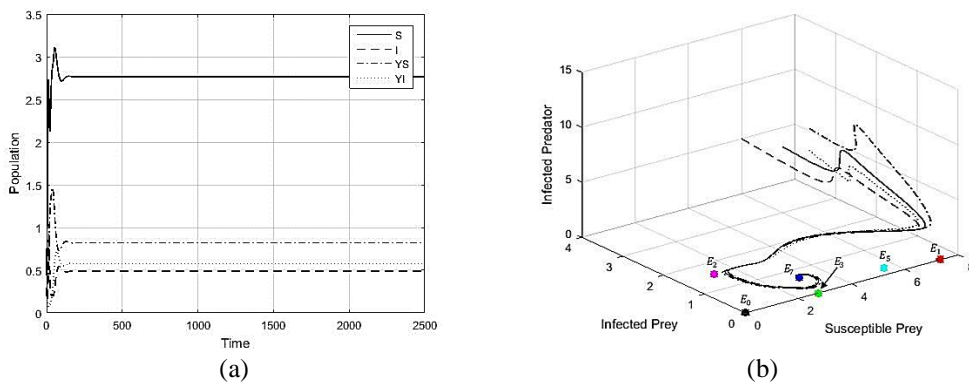 3.5
3
2.5
2
1.5
1
0.5
0
0 500 1000 1500 2000 2500
Population
Time
S
I
YS
YI
(a)
15
10
5
0
Infected Predator
4
3
2
1
0
Infected Prey
0
2
4
6
8
Susceptible Prey
E₀
E₂
E₇
E₃
E₅
E₁
(b)